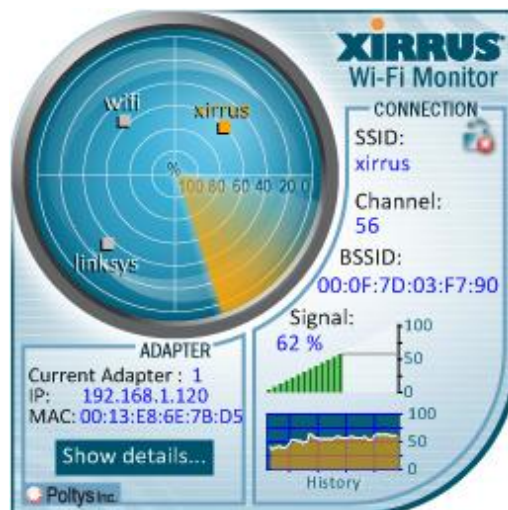 XIRRUS
Wi-Fi Monitor
wifi
xirrus
%
100 80 60 40 20 0
linksys
CONNECTION
SSID:
xirrus
Channel:
56
BSSID:
00:0F:7D:03:F7:90
Signal:
62 %
100
50
0
ADAPTER
Current Adapter : 1
IP: 192.168.1.120
MAC: 00:13:E8:6E:7B:D5
Show details...
100
50
0
History
Poltys Inc.